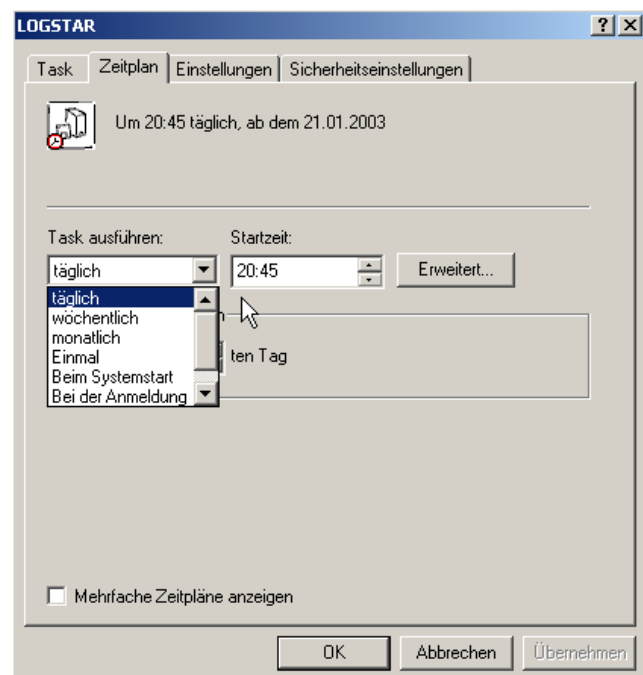 LOGSTAR
Task Zeitplan Einstellungen Sicherheitseinstellungen
Um 20:45 täglich, ab dem 21.01.2003
Task ausführen: Startzeit:
täglich 20:45 Erweitert...
täglich
wöchentlich
monatlich
Einmal
Beim Systemstart
Bei der Anmeldung
ten Tag
Mehrfache Zeitpläne anzeigen
OK Abbrechen Übernehmen